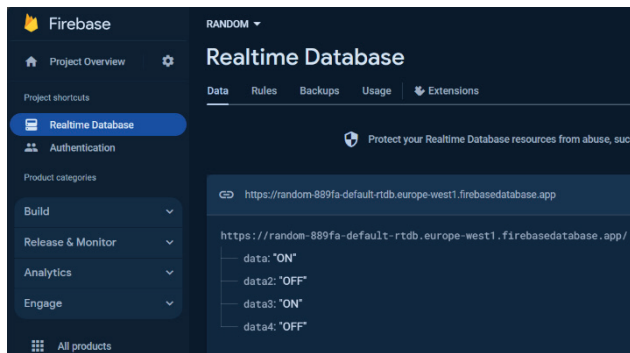 Firebase
Project Overview
Project shortcuts
Realtime Database
Authentication
Product categories
Build
Release & Monitor
Analytics
Engage
All products
RANDOM
Realtime Database
Data Rules Backups Usage Extensions
Protect your Realtime Database resources from abuse, suc
https://random-889fa-default-rtdb.europe-west1.firebasedatabase.app
https://random-889fa-default-rtdb.europe-west1.firebasedatabase.app/
data: "ON"
data2: "OFF"
data3: "ON"
data4: "OFF"